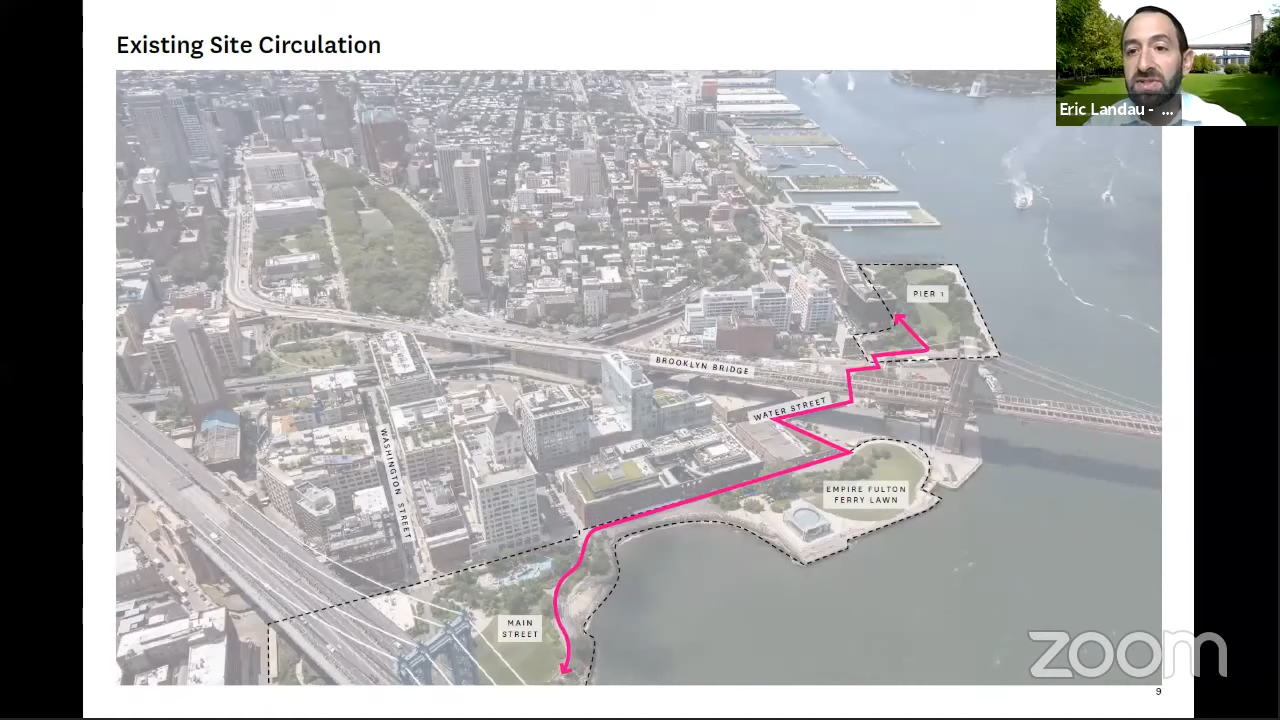 Existing Site Circulation
Eric Landau - ...
PIER 1
BROOKLYN BRIDGE
WATER STREET
WASHINGTON STREET
EMPIRE FULTON
FERRY LAWN
MAIN
STREET
zoom
9